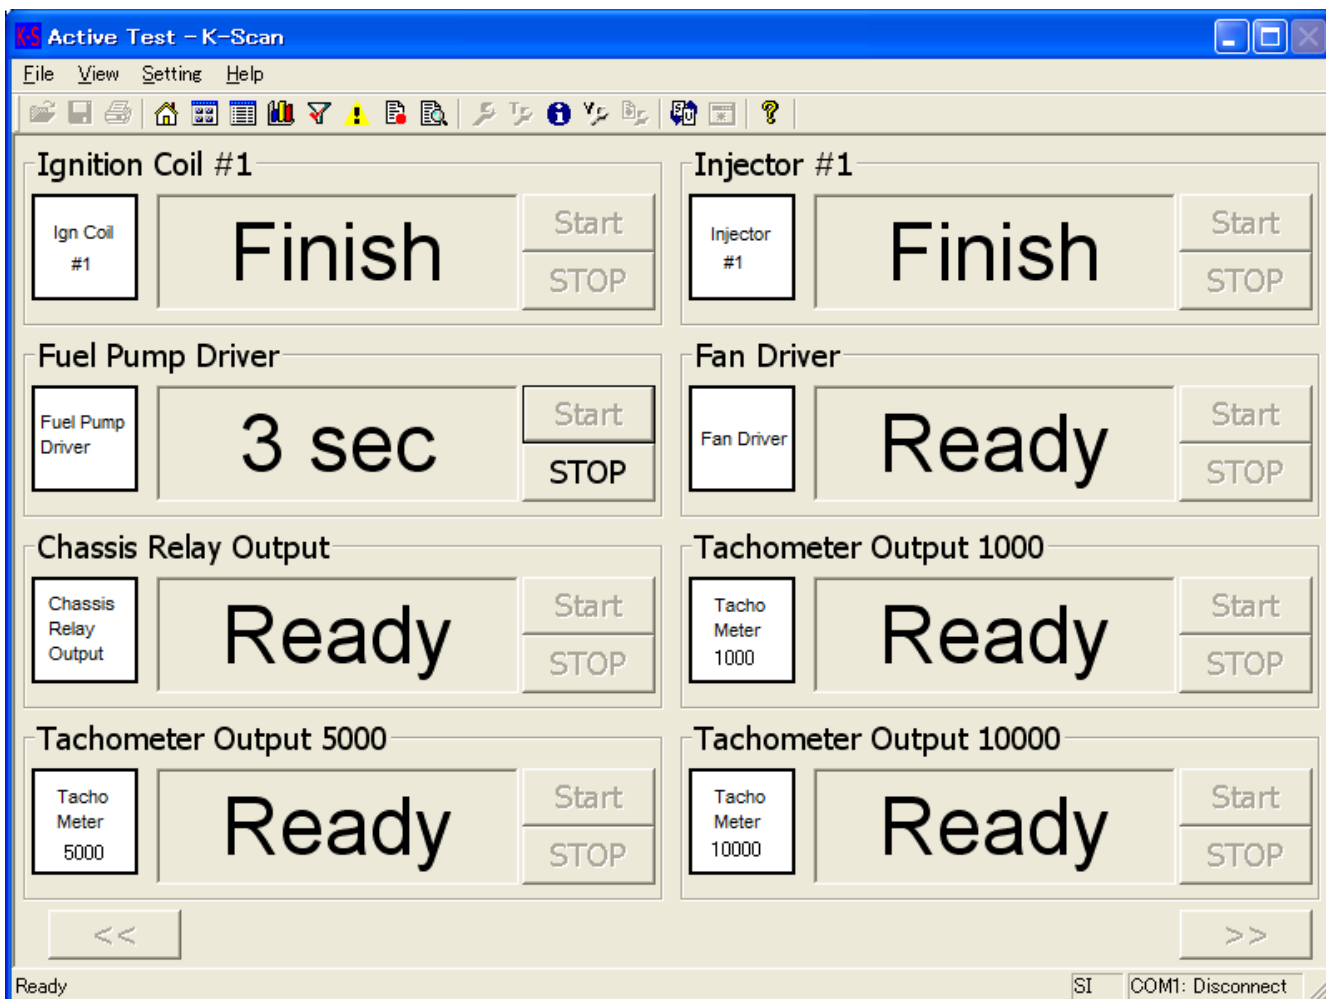 K-S Active Test - K-Scan
File View Setting Help
Ignition Coil #1
Ign Coil
#1
Finish
Start
STOP
Injector #1
Injector
#1
Finish
Start
STOP
Fuel Pump Driver
Fuel Pump
Driver
3 sec
Start
STOP
Fan Driver
Fan Driver
Ready
Start
STOP
Chassis Relay Output
Chassis
Relay
Output
Ready
Start
STOP
Tachometer Output 1000
Tacho
Meter
1000
Ready
Start
STOP
Tachometer Output 5000
Tacho
Meter
5000
Ready
Start
STOP
Tachometer Output 10000
Tacho
Meter
10000
Ready
Start
STOP
<< >>
Ready SI COM1: Disconnect